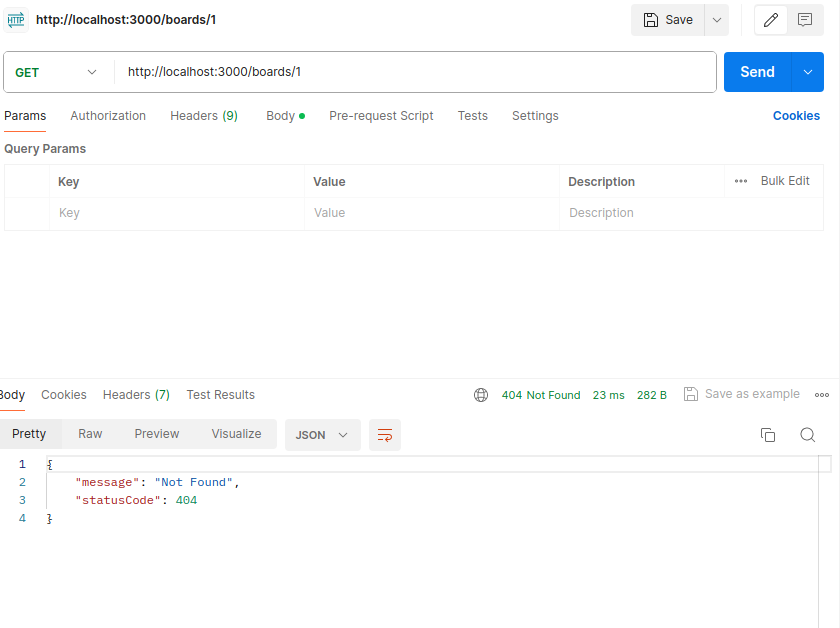 HTTP http://localhost:3000/boards/1 Save
GET http://localhost:3000/boards/1 Send
Params Authorization Headers (9) Body Pre-request Script Tests Settings Cookies
Query Params
Key Value Description ••• Bulk Edit
Key Value Description
Body Cookies Headers (7) Test Results 404 Not Found 23 ms 282 B Save as example
Pretty Raw Preview Visualize JSON
1 {
2 "message": "Not Found",
3 "statusCode": 404
4 }